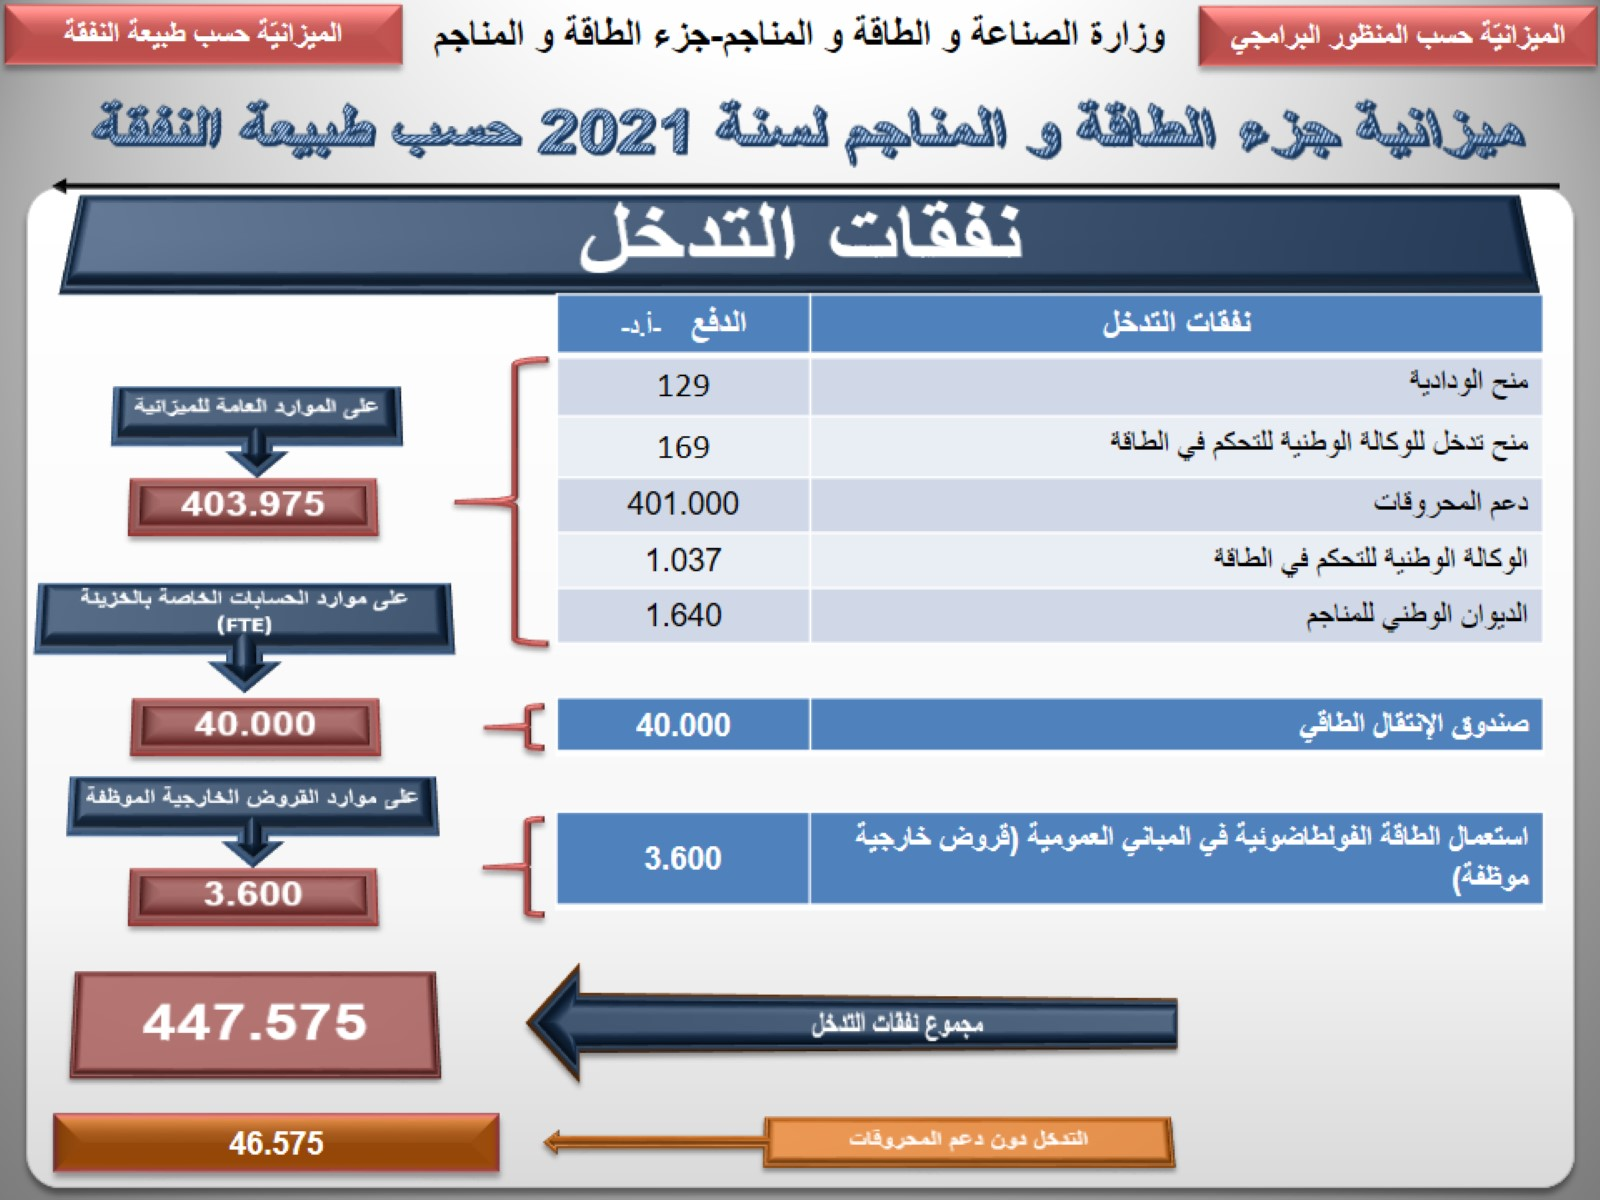 الميزانيّة حسب المنظور البرامجي
وزارة الصناعة و الطاقة و المناجم-جزء الطاقة و المناجم
الميزانيّة حسب طبيعة النفقة
ميزانية جزء الطاقة و المناجم لسنة 2021 حسب طبيعة النفقة
نفقات التدخل
نفقات التدخل
الدفع -أ.د-
منح الودادية
129
منح تدخل للوكالة الوطنية للتحكم في الطاقة
169
دعم المحروقات
401.000
الوكالة الوطنية للتحكم في الطاقة
1.037
الديوان الوطني للمناجم
1.640
على الموارد العامة للميزانية
403.975
صندوق الإنتقال الطاقي
40.000
على موارد الحسابات الخاصة بالخزينة
(FTE)
40.000
استعمال الطاقة الفولطاضوئية في المباني العمومية (قروض خارجية
موظفة)
3.600
على موارد القروض الخارجية الموظفة
3.600
مجموع نفقات التدخل
447.575
التدخل دون دعم المحروقات
46.575